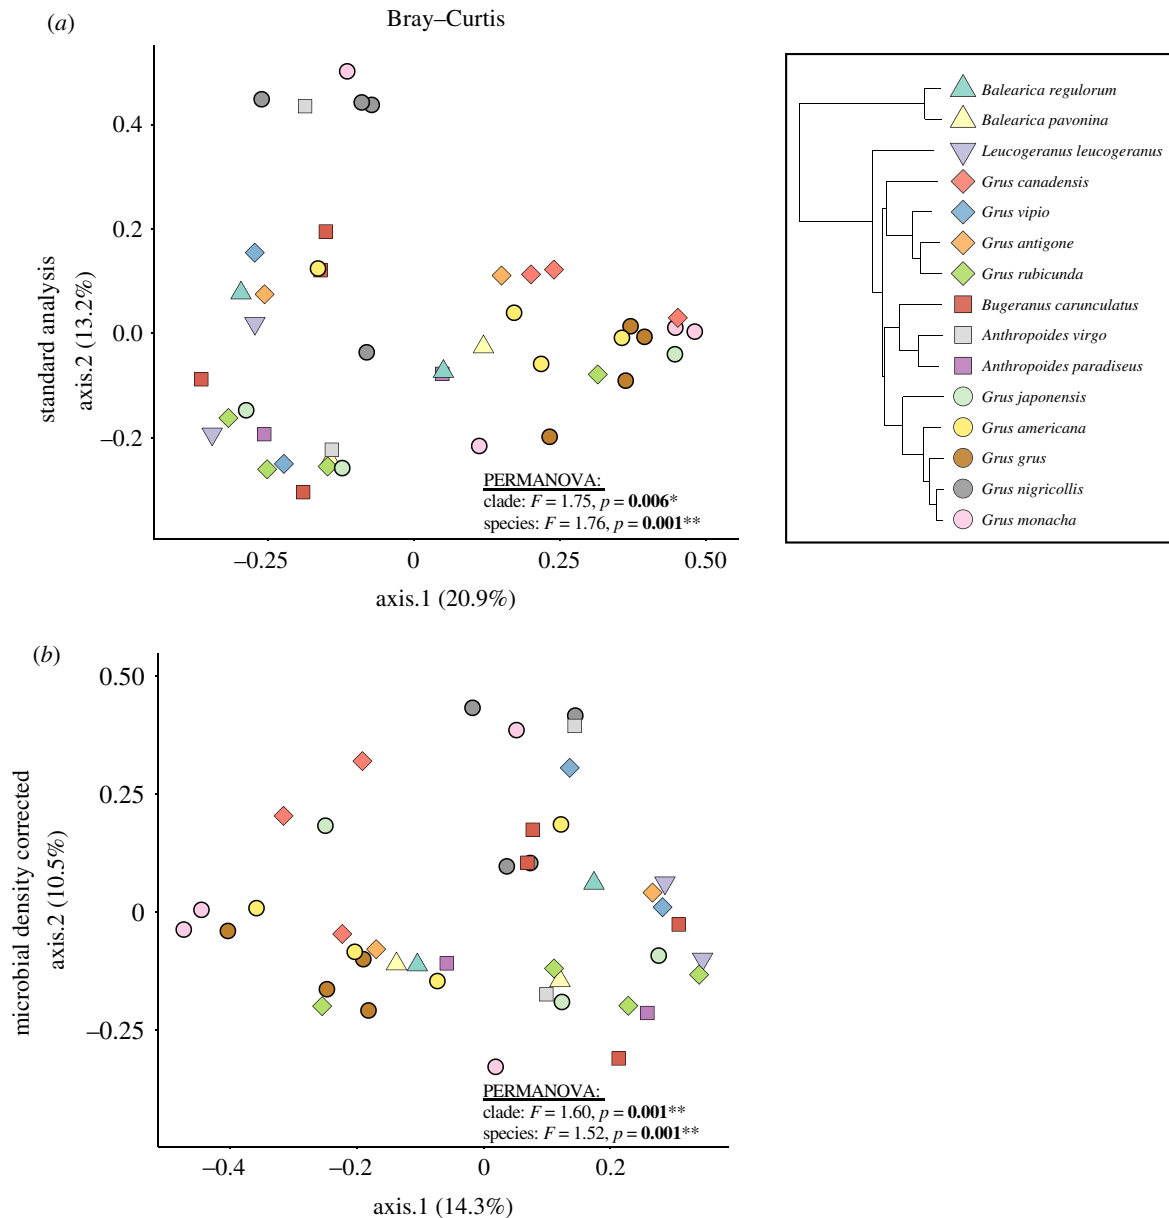 (a)
Bray–Curtis
0.4
0.2
0.0
–0.2
standard analysis
axis.2 (13.2%)
PERMANOVA:
clade: F = 1.75, p = 0.006*
species: F = 1.76, p = 0.001**
–0.25
0
0.25
0.50
axis.1 (20.9%)
Balearica regulorum
Balearica pavonina
Leucogeranus leucogeranus
Grus canadensis
Grus vipio
Grus antigone
Grus rubicunda
Bugeranus carunculatus
Anthropoides virgo
Anthropoides paradiseus
Grus japonensis
Grus americana
Grus grus
Grus nigricollis
Grus monacha
(b)
0.50
0.25
0
–0.25
microbial density corrected
axis.2 (10.5%)
PERMANOVA:
clade: F = 1.60, p = 0.001**
species: F = 1.52, p = 0.001**
–0.4
–0.2
0
0.2
axis.1 (14.3%)